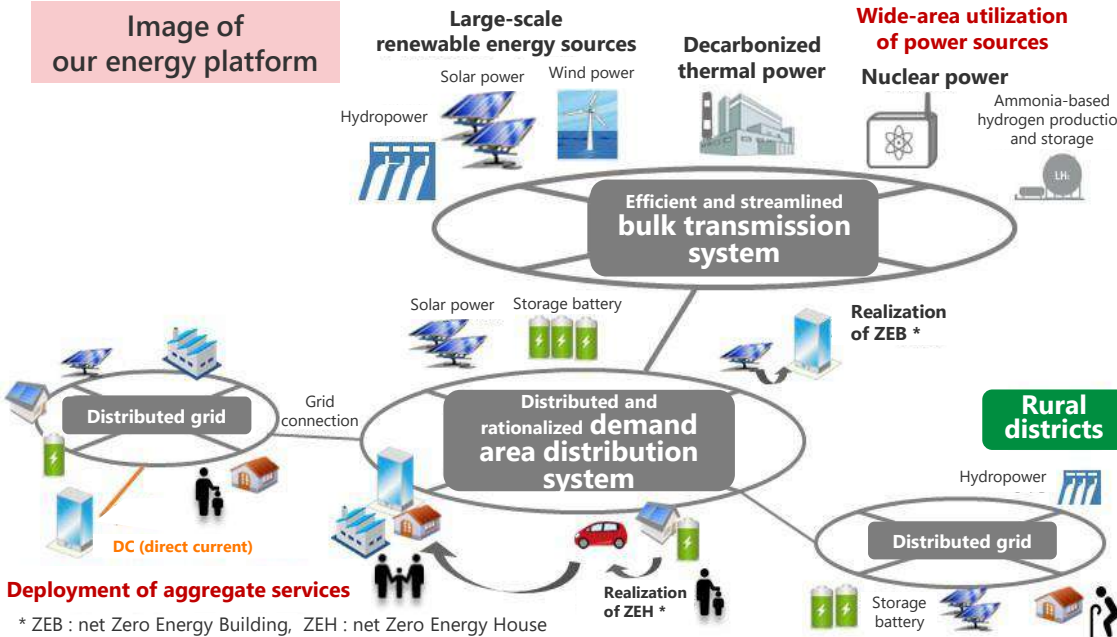 Image of
our energy platform
Large-scale
renewable energy sources
Solar power
Wind power
Hydropower
Decarbonized
thermal power
Wide-area utilization
of power sources
Nuclear power
Ammonia-based
hydrogen productio
and storage
LH₂
Efficient and streamlined
bulk transmission
system
Solar power
Storage battery
Realization
of ZEB *
Distributed grid
Grid
connection
Distributed and
rationalized demand
area distribution
system
Rural
districts
Hydropower
Distributed grid
DC (direct current)
Deployment of aggregate services
Realization
of ZEH *
Storage
battery
* ZEB : net Zero Energy Building, ZEH : net Zero Energy House